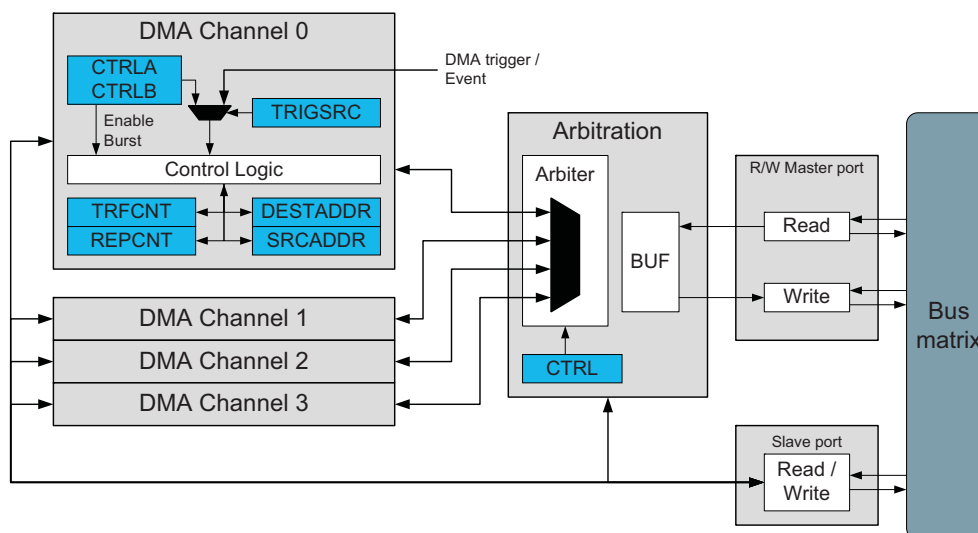 DMA Channel 0
CTRLA
CTRLB
DMA trigger /
Event
TRIGSRC
Enable
Burst
Control Logic
TRFCNT
DESTADDR
REPCNT
SRCADDR
DMA Channel 1
DMA Channel 2
DMA Channel 3
Arbitration
Arbiter
BUF
CTRL
R/W Master port
Read
Write
Slave port
Read /
Write
Bus
matrix